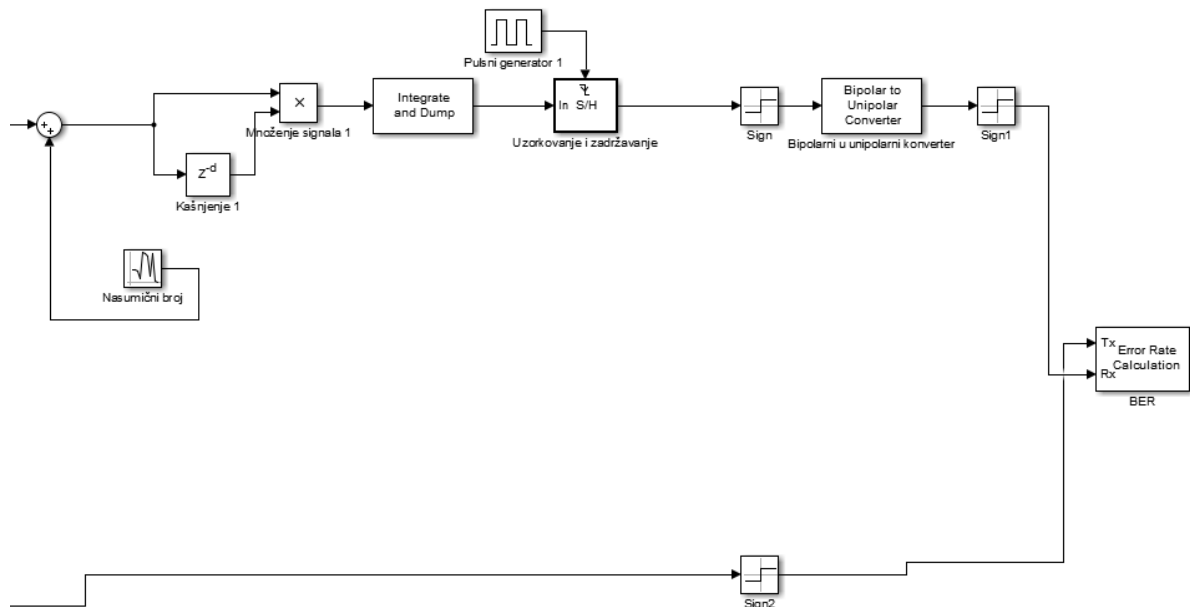 Pulsni generator 1
+
+
×
Množenje signala 1
Integrate
and Dump
In S/H
Uzorkovanje i zadržavanje
Sign
Bipolar to
Unipolar
Converter
Bipolarni u unipolarni konverter
Sign1
Z-d
Kašnjenje 1
Nasumični broj
Tx
Rx
Error Rate
Calculation
BER
Sign2